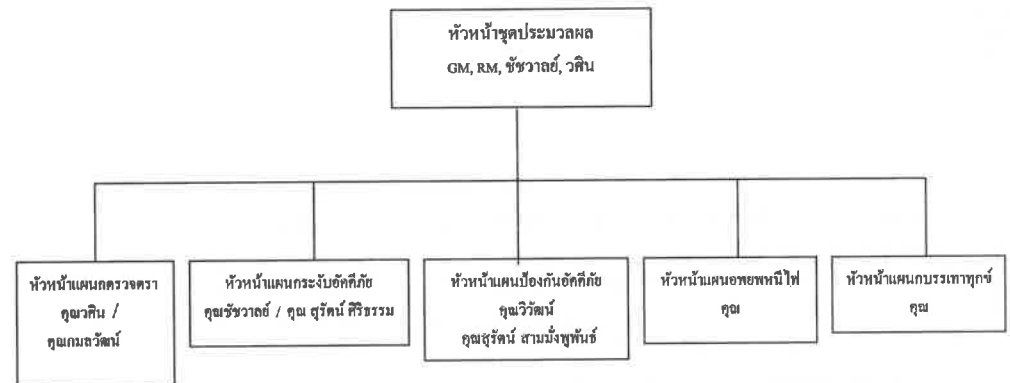 หัวหน้าชุดประมวลผล
GM, RM, ชัชวาลย์, วศิน
หัวหน้าแผนกตรวจตรา
คุณวศิน /
คุณกมลวัฒน์
หัวหน้าแผนกระงับอัคคีภัย
คุณชัชวาลย์ / คุณ สุรัตน์ ศิริธรรม
หัวหน้าแผนป้องกันอัคคีภัย
คุณวิวัฒน์
คุณสุรัตน์ สามมั่งพูพันธ์
หัวหน้าแผนอพยพหนีไฟ
คุณ
หัวหน้าแผนกบรรเทาทุกข์
คุณ